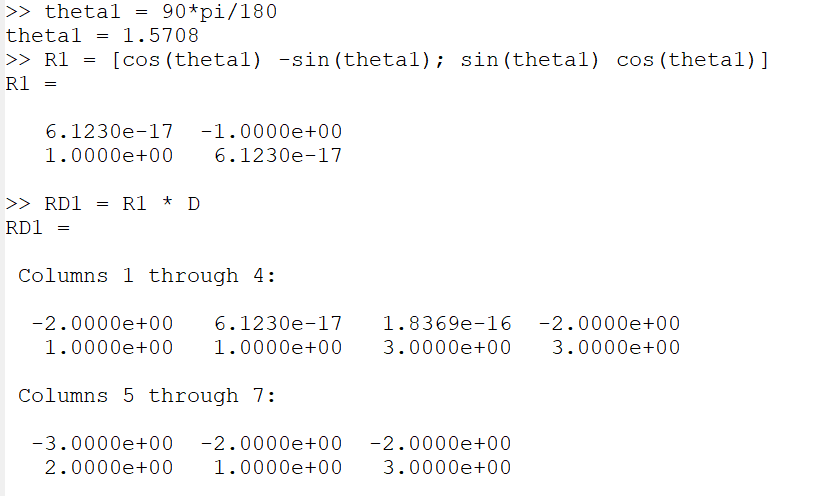 >> theta1 = 90*pi/180
theta1 = 1.5708
>> R1 = [cos(theta1) -sin(theta1); sin(theta1) cos(theta1)]
R1 =
6.1230e-17 -1.0000e+00
1.0000e+00 6.1230e-17
>> RD1 = R1 * D
RD1 =
Columns 1 through 4:
-2.0000e+00 6.1230e-17 1.8369e-16 -2.0000e+00
1.0000e+00 1.0000e+00 3.0000e+00 3.0000e+00
Columns 5 through 7:
-3.0000e+00 -2.0000e+00 -2.0000e+00
2.0000e+00 1.0000e+00 3.0000e+00